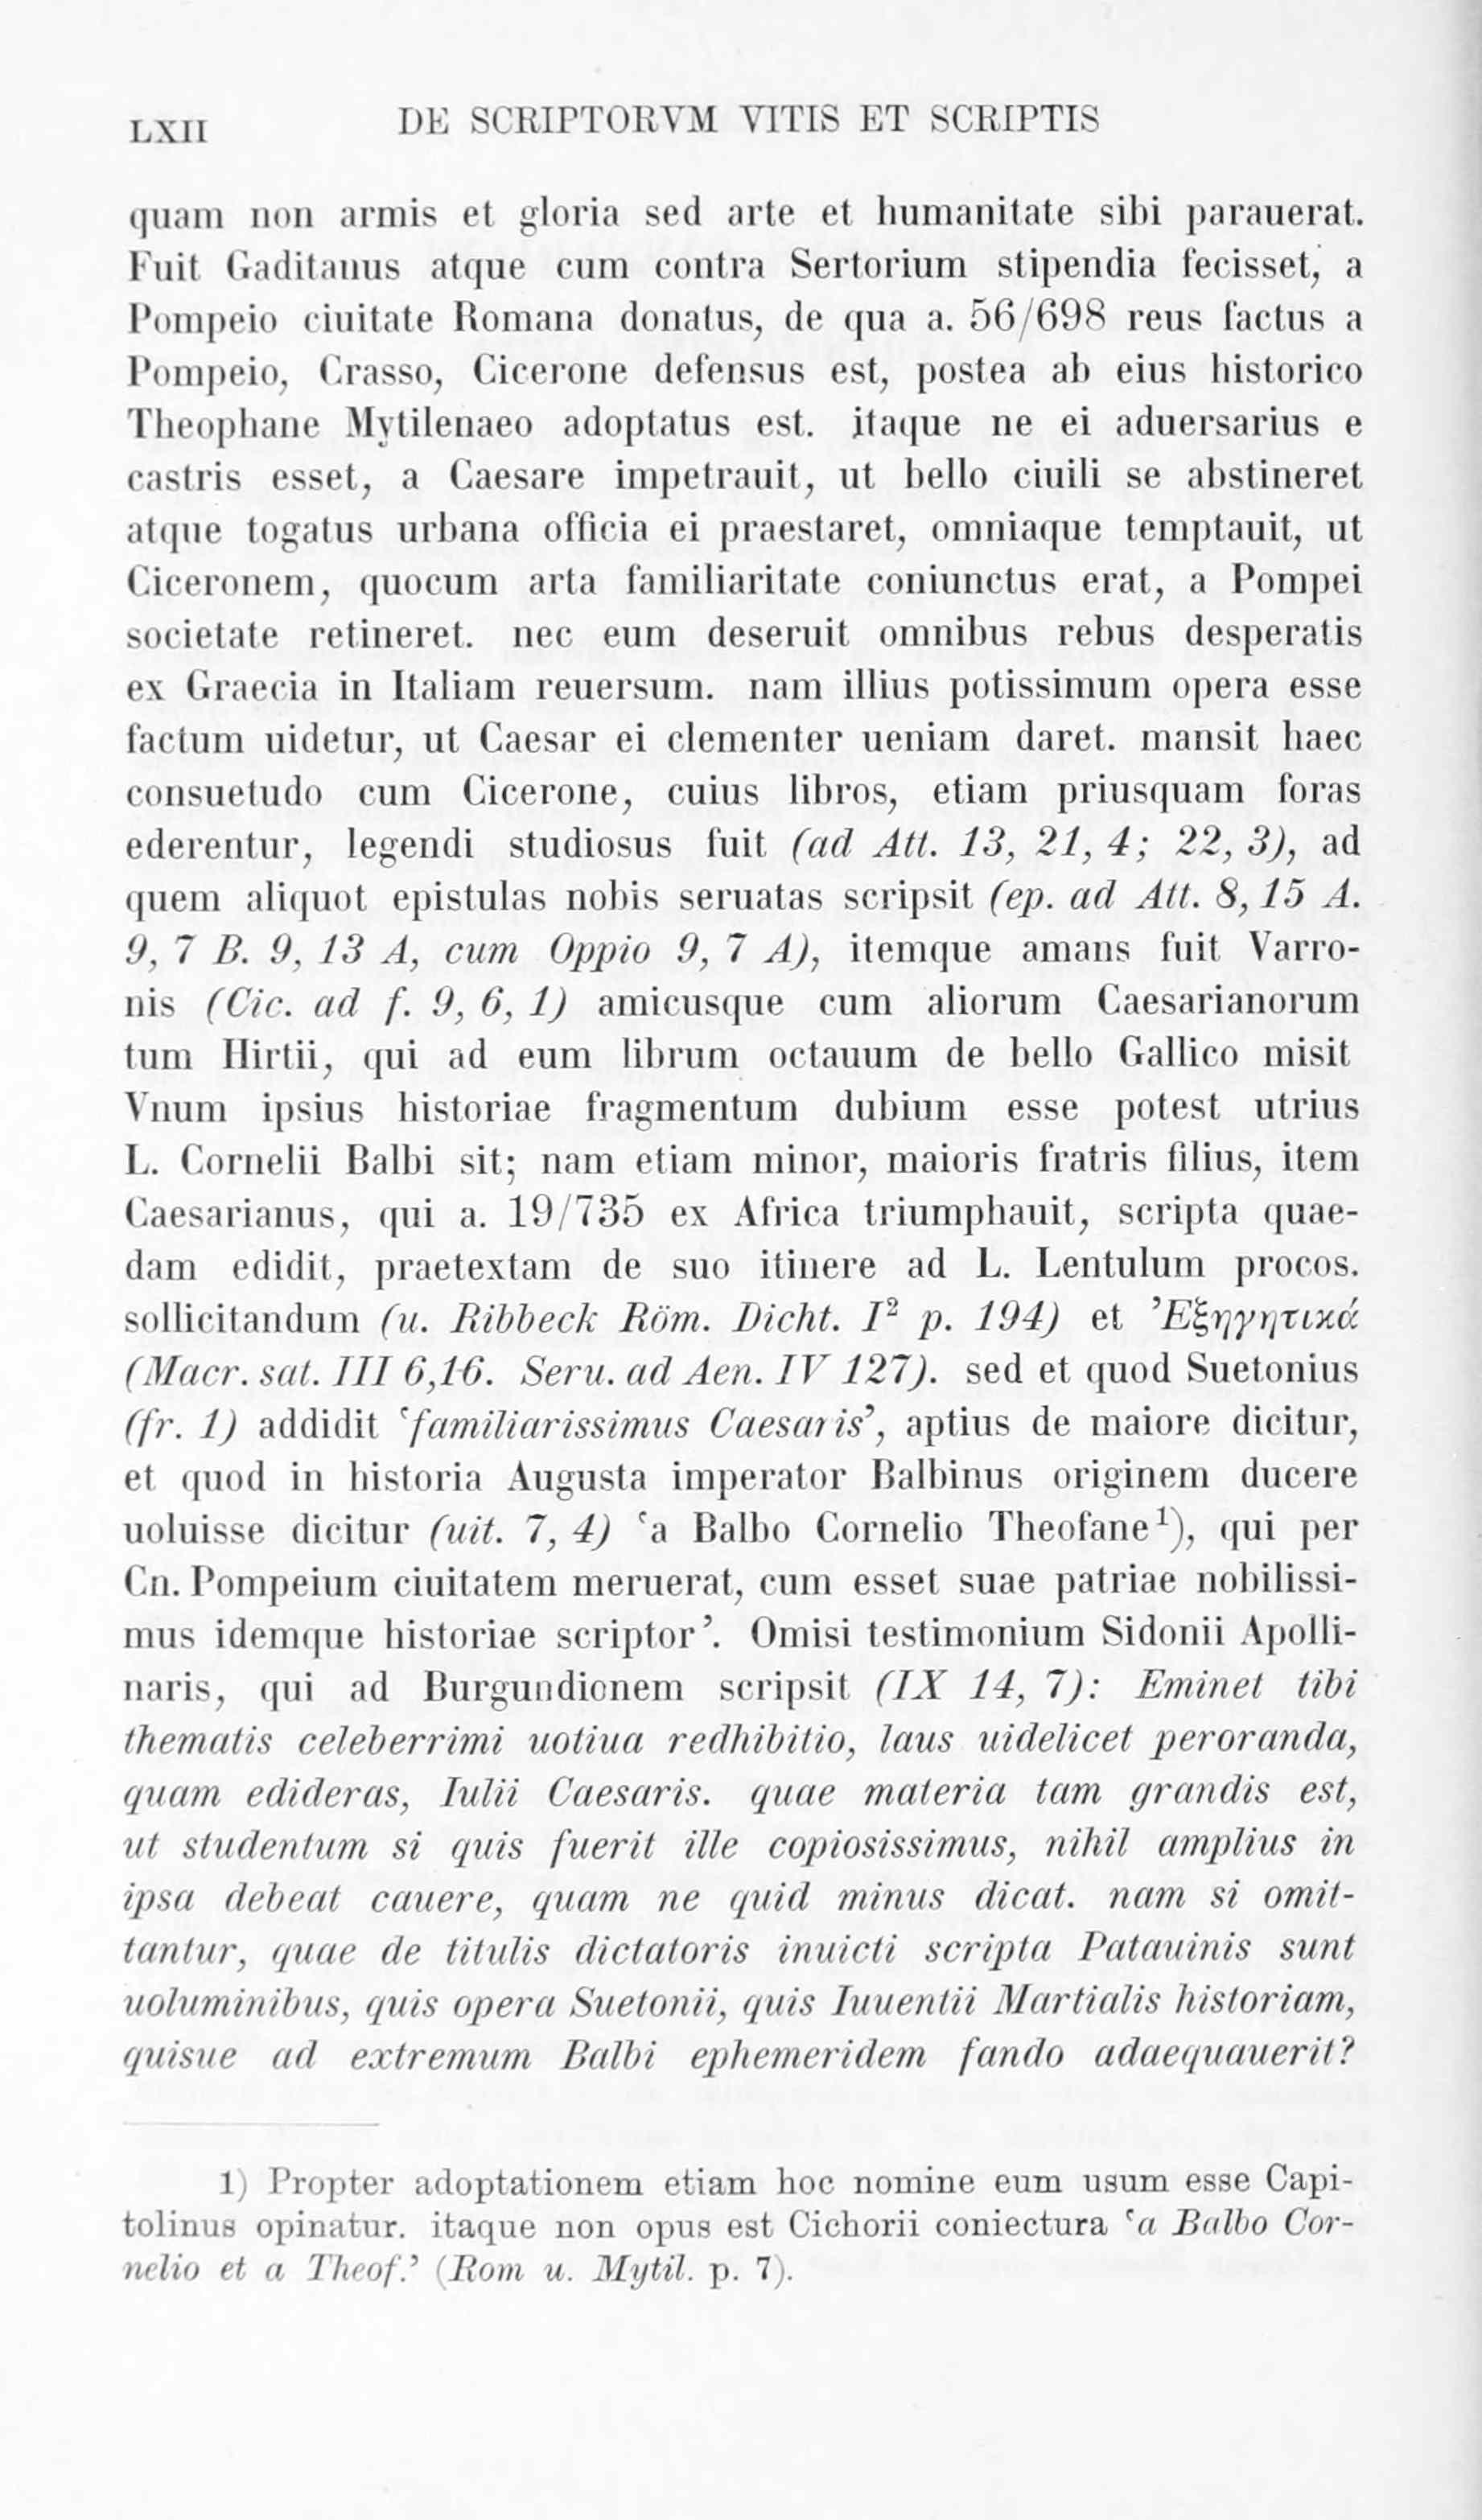 LXII DE SCRIPTORVM VITIS ET SCRIPTIS
quam non armis et gloria sed arte et humanitate sibi parauerat.
Fuit Gaditanus atque cum contra Sertorium stipendia fecisset, a
Pompeio ciuitate Romana donatus, de qua a. 56/698 reus factus a
Pompeio, Crasso, Cicerone defensus est, postea ab eius historico
Theophane Mytilenaeo adoptatus est. itaque ne ei aduersarius e
castris esset, a Caesare impetrauit, ut bello ciuili se abstineret
atque togatus urbana officia ei praestaret, omniaque temptauit, ut
Ciceronem, quocum arta familiaritate coniunctus erat, a Pompei
societate retineret. nec eum deseruit omnibus rebus desperatis
ex Graecia in Italiam reuersum. nam illius potissimum opera esse
factum uidetur, ut Caesar ei clementer ueniam daret. mansit haec
consuetudo cum Cicerone, cuius libros, etiam priusquam foras
ederentur, legendi studiosus fuit (ad Att. 13, 21, 4; 22, 3), ad
quem aliquot epistulas nobis seruatas scripsit (ep. ad Att. 8, 15 A.
9, 7 B. 9, 13 A, cum Oppio 9, 7 A), itemque amans fuit Varro-
nis (Cic. ad f. 9, 6, 1) amicusque cum aliorum Caesarianorum
tum Hirtii, qui ad eum librum octauum de bello Gallico misit
Vnum ipsius historiae fragmentum dubium esse potest utrius
L. Cornelii Balbi sit; nam etiam minor, maioris fratris filius, item
Caesarianus, qui a. 19/735 ex Africa triumphauit, scripta quae-
dam edidit, praetextam de suo itinere ad L. Lentulum procos.
sollicitandum (u. Ribbeck Röm. Dicht. I² p. 194) et Ἐξηγητικά
(Macr. sat. III 6,16. Seru. ad Aen. IV 127). sed et quod Suetonius
(fr. 1) addidit ‘familiarissimus Caesaris’, aptius de maiore dicitur,
et quod in historia Augusta imperator Balbinus originem ducere
uoluisse dicitur (uit. 7, 4) ‘a Balbo Cornelio Theofane¹), qui per
Cn. Pompeium ciuitatem meruerat, cum esset suae patriae nobilissi-
mus idemque historiae scriptor’. Omisi testimonium Sidonii Apolli-
naris, qui ad Burgundionem scripsit (IX 14, 7): Eminet tibi
thematis celeberrimi uotiua redhibitio, laus uidelicet peroranda,
quam edideras, Iulii Caesaris. quae materia tam grandis est,
ut studentum si quis fuerit ille copiosissimus, nihil amplius in
ipsa debeat cauere, quam ne quid minus dicat. nam si omit-
tantur, quae de titulis dictatoris inuicti scripta Patauinis sunt
uoluminibus, quis opera Suetonii, quis Iuuentii Martialis historiam,
quisue ad extremum Balbi ephemeridem fando adaequauerit?
1) Propter adoptationem etiam hoc nomine eum usum esse Capi-
tolinus opinatur. itaque non opus est Cichorii coniectura ‘a Balbo Cor-
nelio et a Theof.’ (Rom u. Mytil. p. 7).